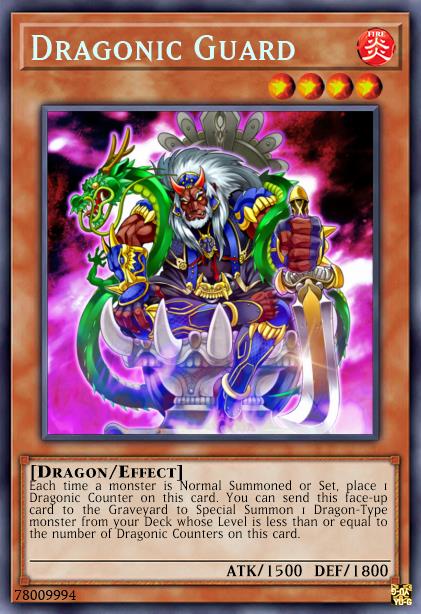 DRAGONIC GUARD
FIRE
炎
[DRAGON/EFFECT]
Each time a monster is Normal Summoned or Set, place 1
Dragonic Counter on this card. You can send this face-up
card to the Graveyard to Special Summon 1 Dragon-Type
monster from your Deck whose Level is less than or equal to
the number of Dragonic Counters on this card.
ATK/1500 DEF/1800
78009994